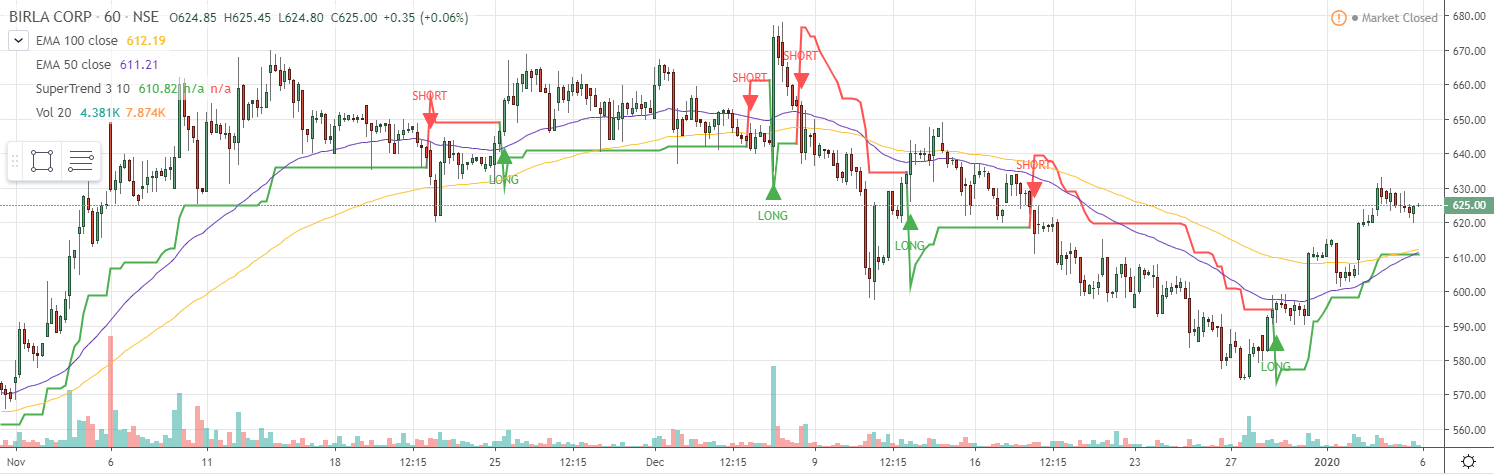 BIRLA CORP · 60 · NSE O624.85 H625.45 L624.80 C625.00 +0.35 (+0.06%)
Market Closed
EMA 100 close 612.19
EMA 50 close 611.21
SuperTrend 3 10 610.82 n/a n/a
Vol 20 4.381K 7.874K
680.00
670.00
660.00
650.00
640.00
630.00
625.00
620.00
610.00
600.00
590.00
580.00
570.00
560.00
SHORT
LONG
SHORT
LONG
SHORT
LONG
SHORT
LONG
Nov 6 11 18 12:15 25 12:15 Dec 12:15 9 12:15 16 12:15 23 27 2020 6